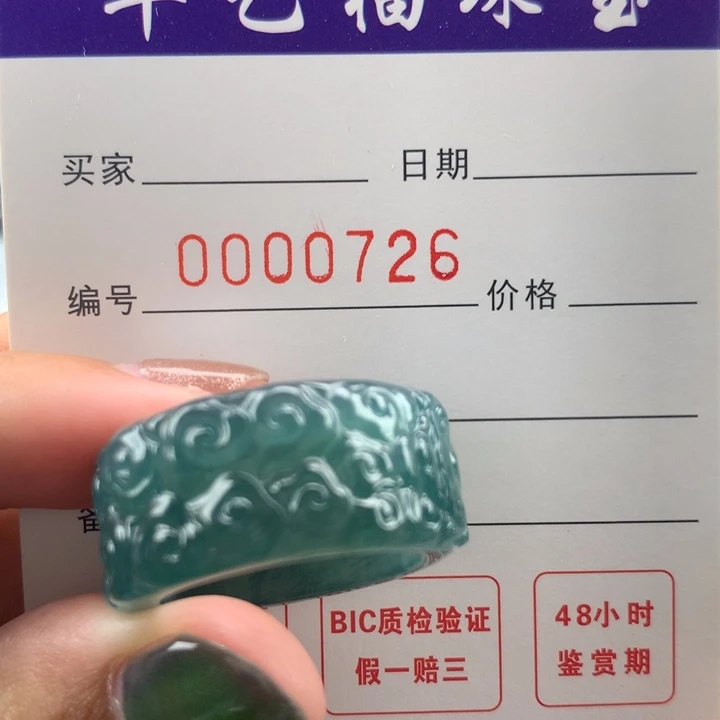 买家 日期
0000726
编号 价格
BIC质检验证 48小时
假一赔三 鉴赏期